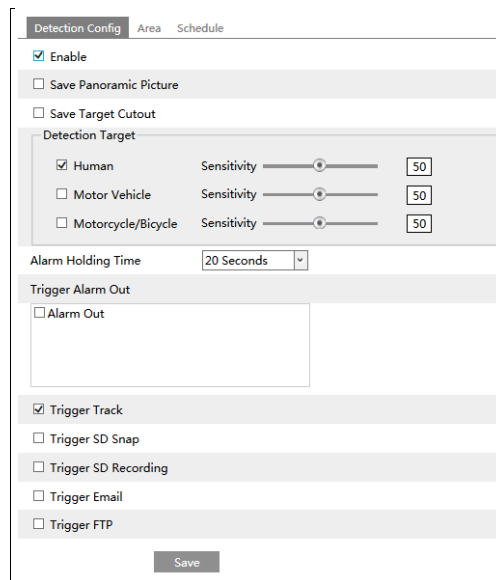 Detection Config Area Schedule
Enable
Save Panoramic Picture
Save Target Cutout
Detection Target
Human Sensitivity 50
Motor Vehicle Sensitivity 50
Motorcycle/Bicycle Sensitivity 50
Alarm Holding Time 20 Seconds
Trigger Alarm Out
Alarm Out
Trigger Track
Trigger SD Snap
Trigger SD Recording
Trigger Email
Trigger FTP
Save